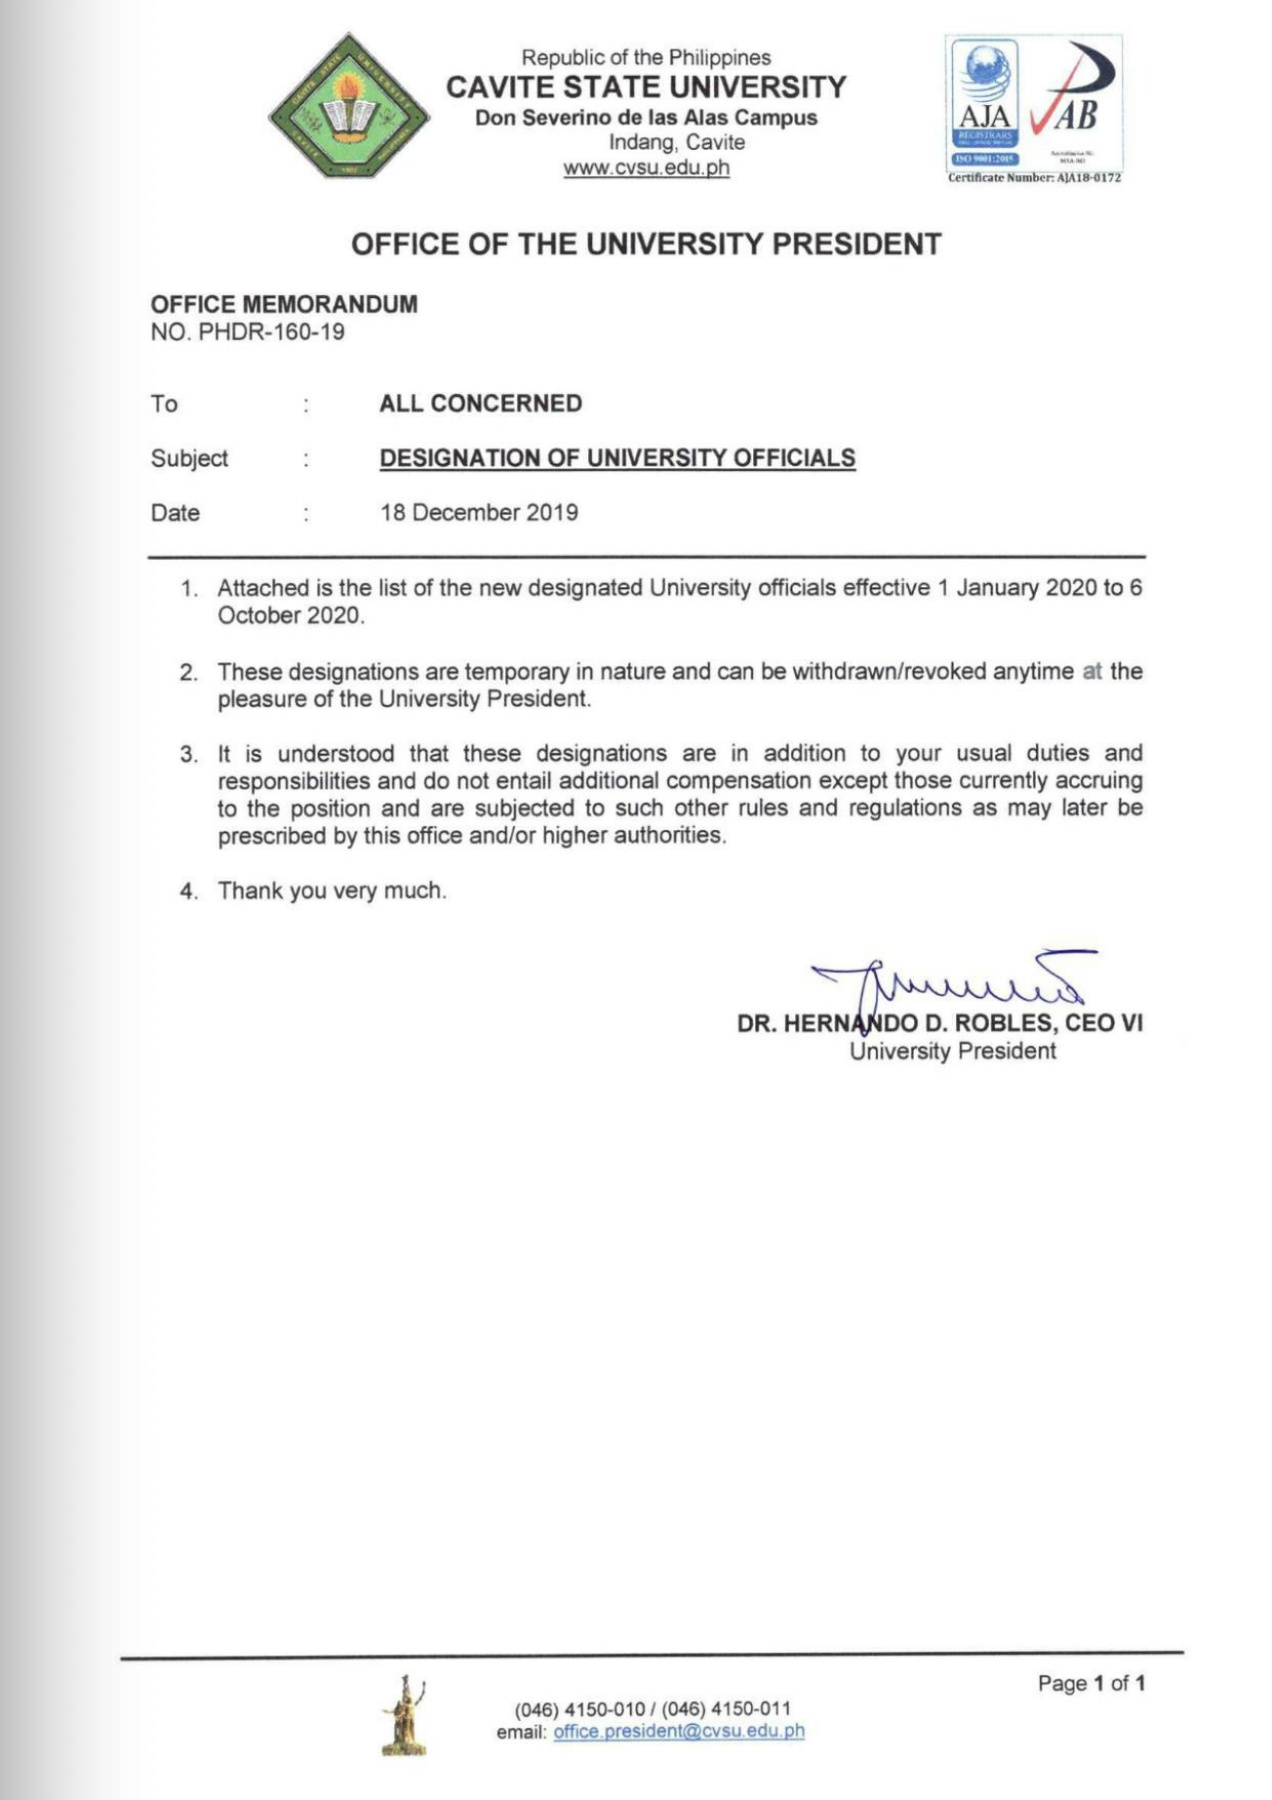 Republic of the Philippines
CAVITE STATE UNIVERSITY
Don Severino de las Alas Campus
Indang, Cavite
www.cvsu.edu.ph
CAVITE STATE UNIVERSITY
CAVITE
AJA
REGISTRARS
ISO 9001:2015
PAB
Certificate Number: AJA18-0172
OFFICE OF THE UNIVERSITY PRESIDENT
OFFICE MEMORANDUM
NO. PHDR-160-19
To : ALL CONCERNED
Subject : DESIGNATION OF UNIVERSITY OFFICIALS
Date : 18 December 2019
1. Attached is the list of the new designated University officials effective 1 January 2020 to 6
October 2020.
2. These designations are temporary in nature and can be withdrawn/revoked anytime at the
pleasure of the University President.
3. It is understood that these designations are in addition to your usual duties and
responsibilities and do not entail additional compensation except those currently accruing
to the position and are subjected to such other rules and regulations as may later be
prescribed by this office and/or higher authorities.
4. Thank you very much.
DR. HERNANDO D. ROBLES, CEO VI
University President
Page 1 of 1
(046) 4150-010 / (046) 4150-011
email: office.president@cvsu.edu.ph